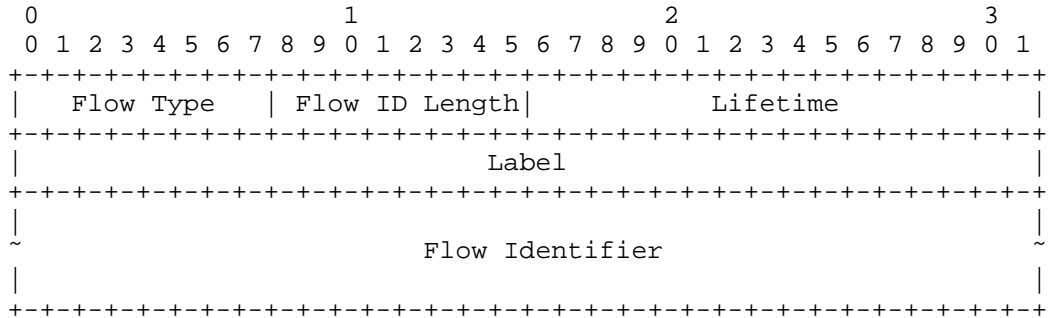 0                   1                   2                   3
 0 1 2 3 4 5 6 7 8 9 0 1 2 3 4 5 6 7 8 9 0 1 2 3 4 5 6 7 8 9 0 1
+-+-+-+-+-+-+-+-+-+-+-+-+-+-+-+-+-+-+-+-+-+-+-+-+-+-+-+-+-+-+-+-+
|   Flow Type   | Flow ID Length|           Lifetime            |
+-+-+-+-+-+-+-+-+-+-+-+-+-+-+-+-+-+-+-+-+-+-+-+-+-+-+-+-+-+-+-+-+
|                             Label                             |
+-+-+-+-+-+-+-+-+-+-+-+-+-+-+-+-+-+-+-+-+-+-+-+-+-+-+-+-+-+-+-+-+
|                                                               |
~                         Flow Identifier                       ~
|                                                               |
+-+-+-+-+-+-+-+-+-+-+-+-+-+-+-+-+-+-+-+-+-+-+-+-+-+-+-+-+-+-+-+-+